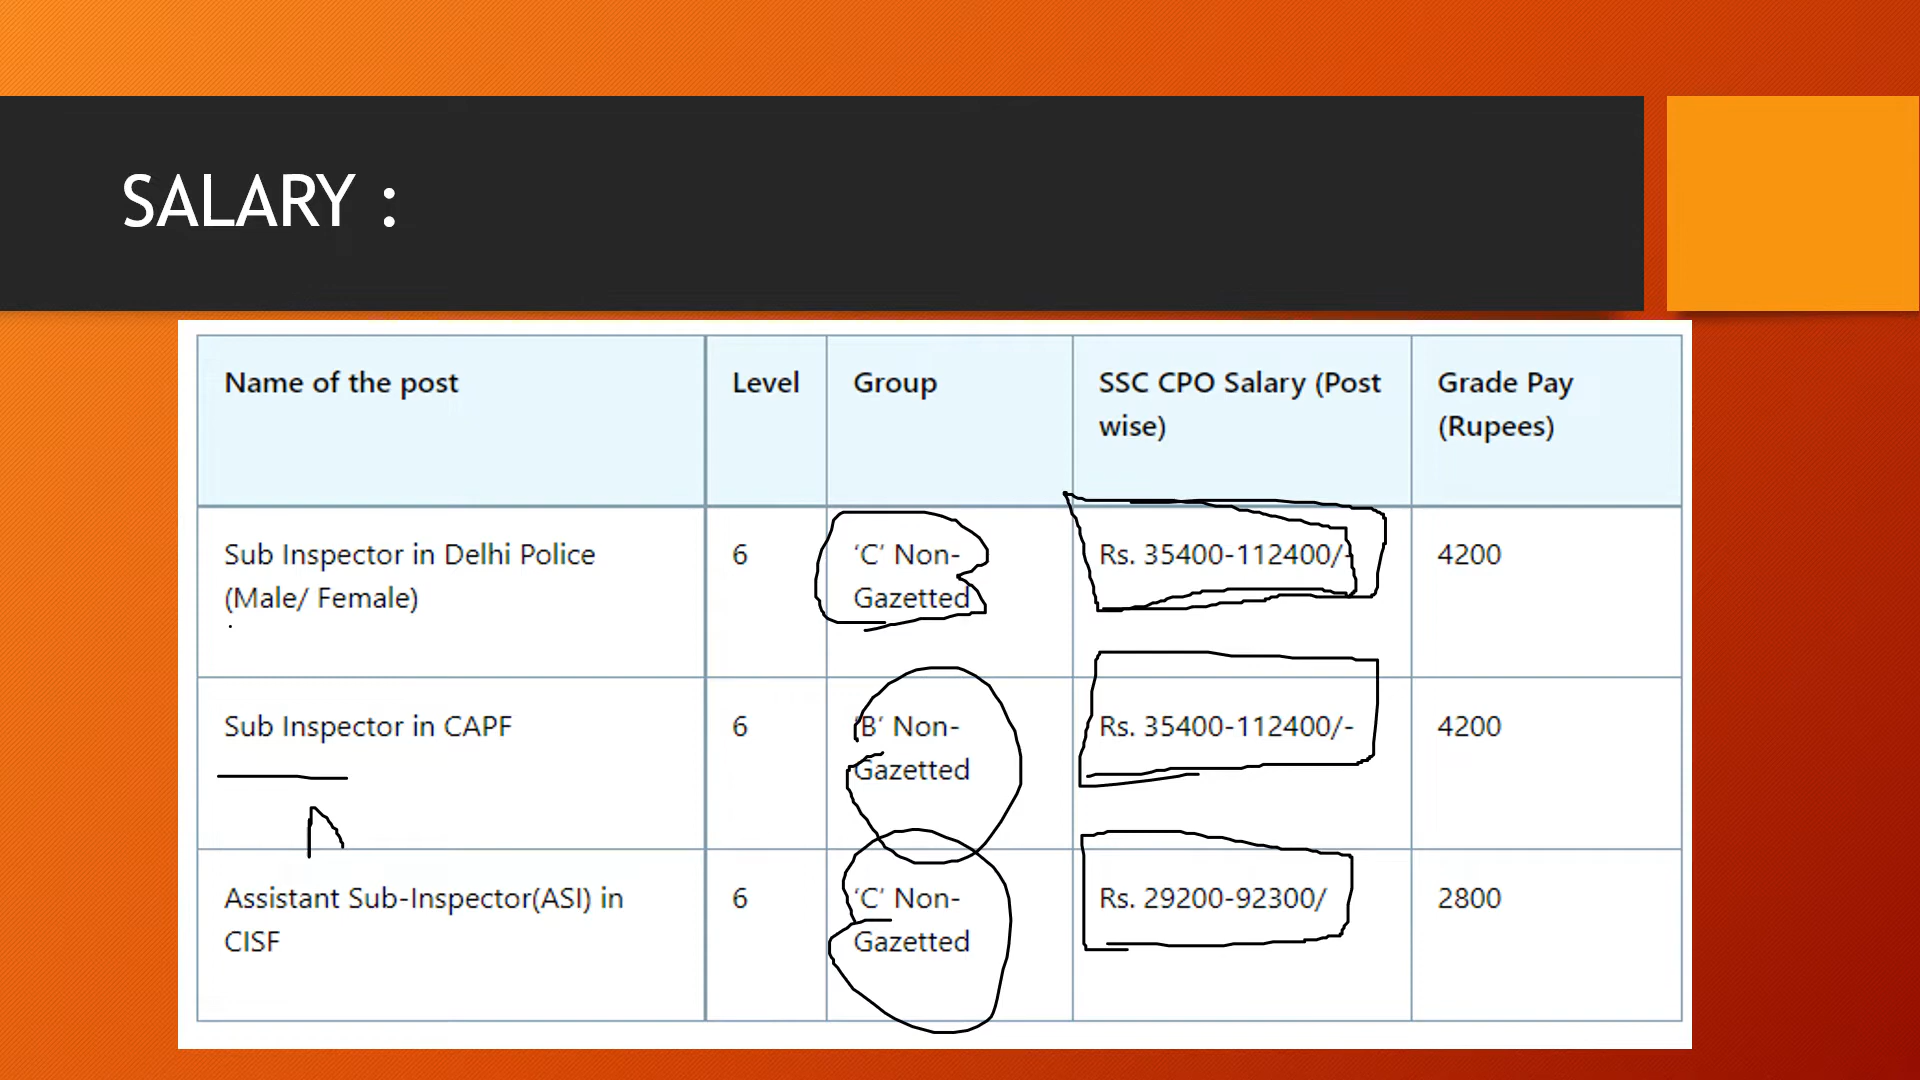 SALARY :
Name of the post
Level
Group
SSC CPO Salary (Post
wise)
Grade Pay
(Rupees)
Sub Inspector in Delhi Police
(Male/ Female)
6
‘C’ Non-
Gazetted
Rs. 35400-112400/-
4200
Sub Inspector in CAPF
6
‘B’ Non-
Gazetted
Rs. 35400-112400/-
4200
Assistant Sub-Inspector(ASI) in
CISF
6
‘C’ Non-
Gazetted
Rs. 29200-92300/
2800